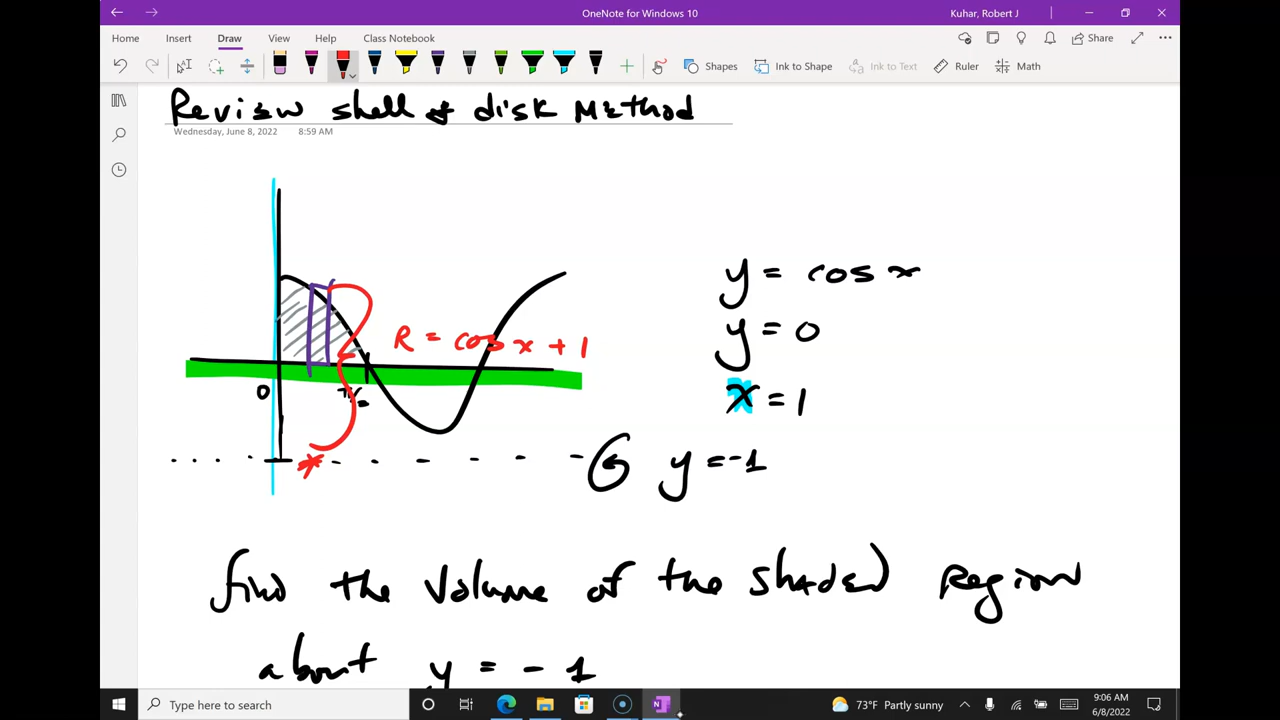 OneNote for Windows 10
Kuhar, Robert J
Home Insert Draw View Help Class Notebook
Share
Shapes
Ink to Shape
Ink to Text
Ruler
Math
Review shell & disk Method
Wednesday, June 8, 2022 8:59 AM
y = cos x
R = cos x + 1
y = 0
0
π/2
x = 1
y = -1
find the volume of the shaded Region
about y = - 1
Type here to search
73°F Partly sunny
9:06 AM
6/8/2022